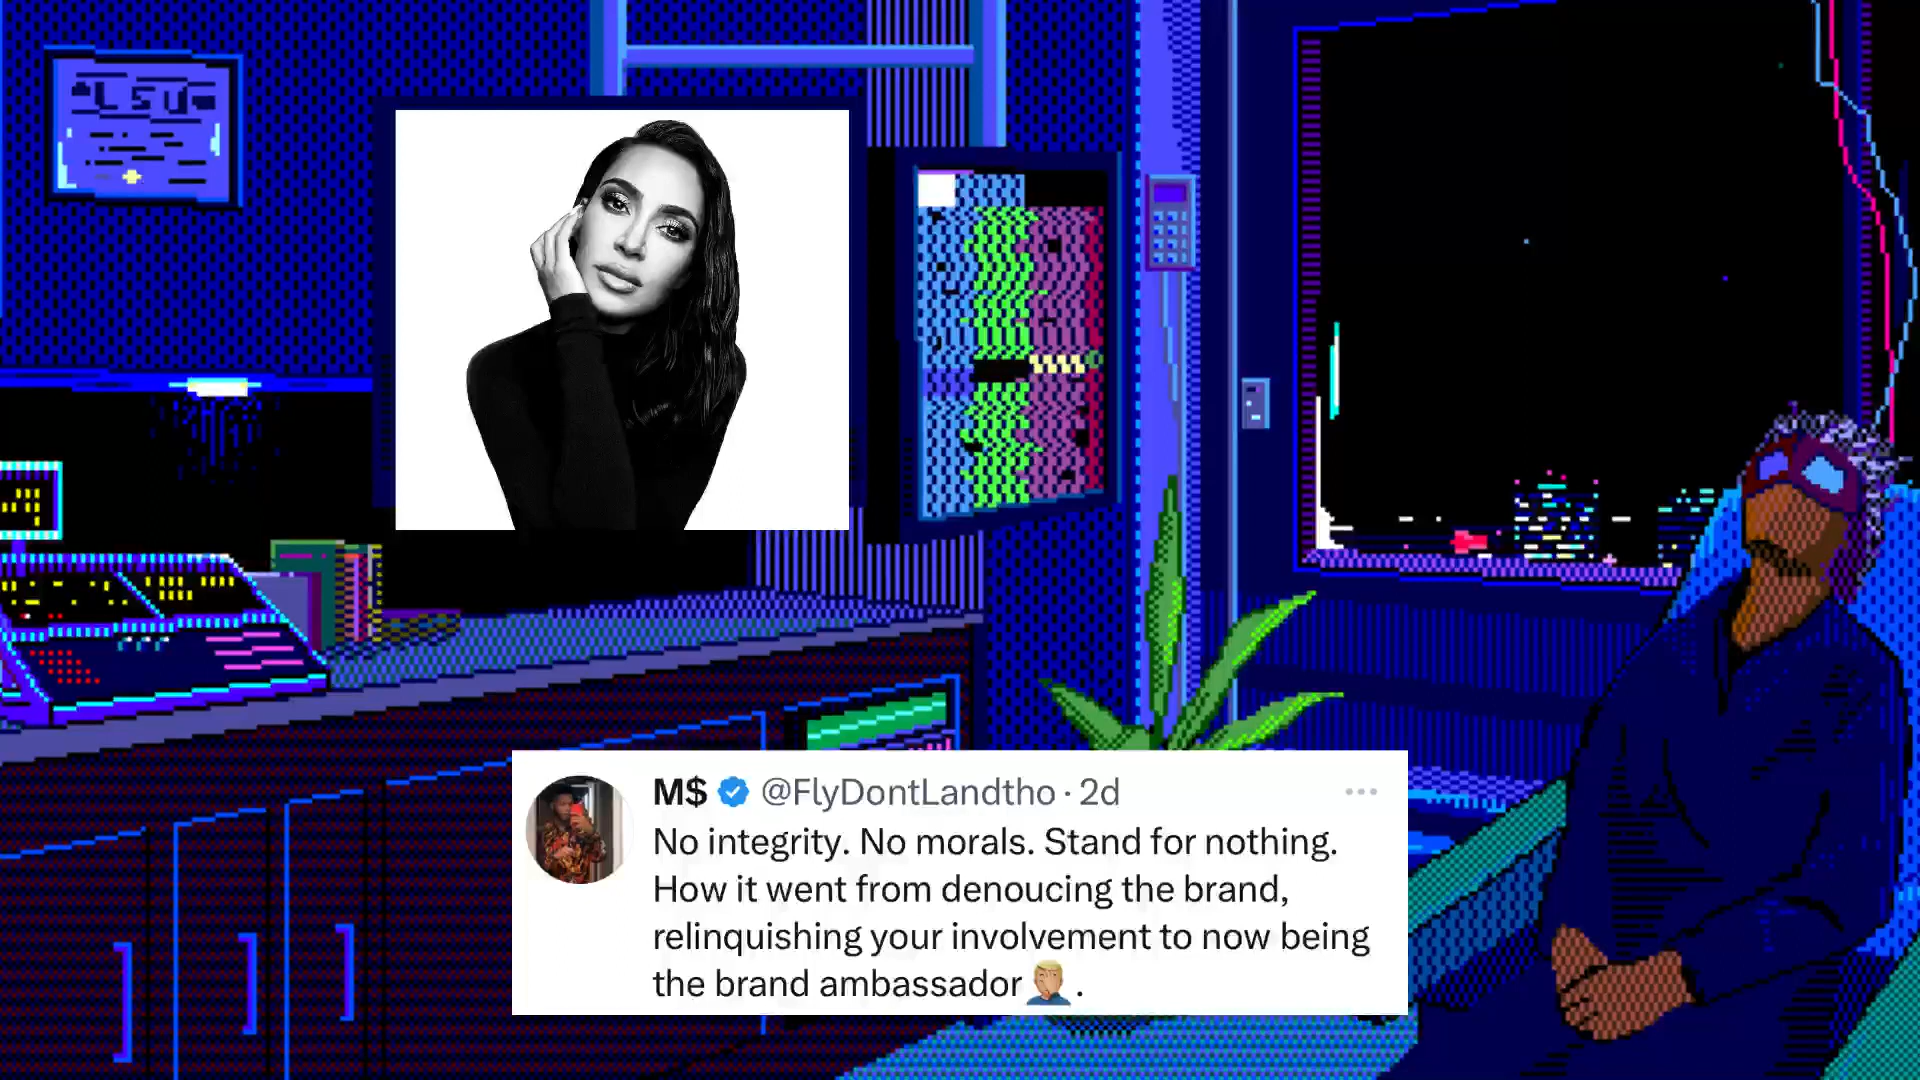 LSU
M$ @FlyDontLandtho · 2d
No integrity. No morals. Stand for nothing.
How it went from denoucing the brand,
relinquishing your involvement to now being
the brand ambassador🤦🏼‍♂️.